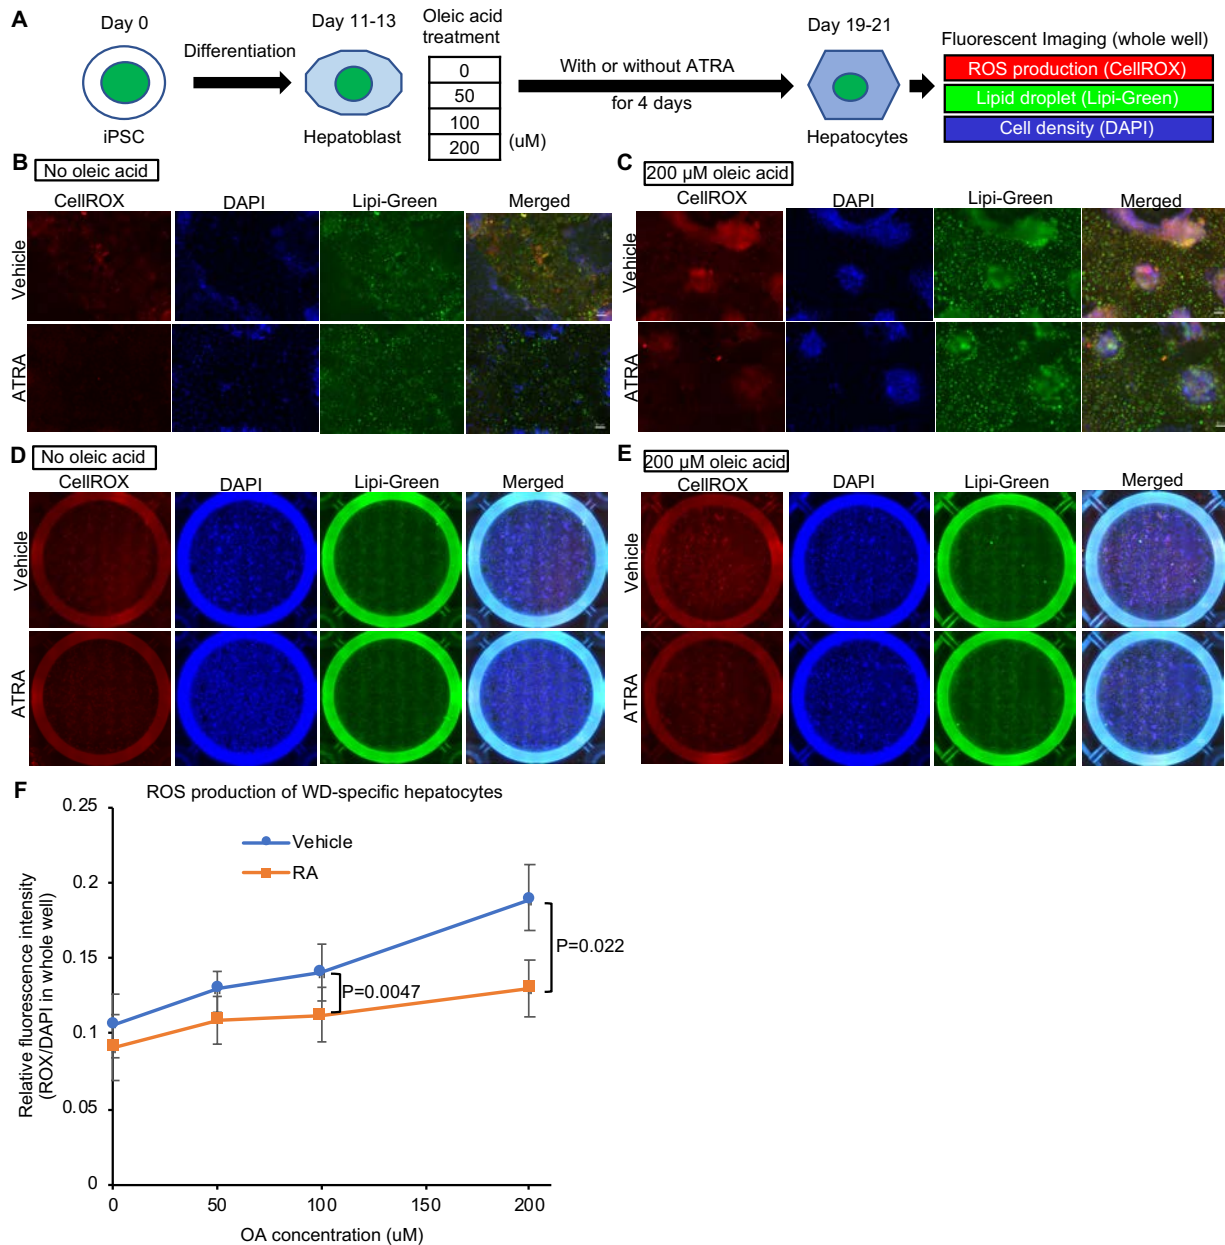 A
Day 0
Day 11-13
Oleic acid
treatment
Day 19-21
Fluorescent Imaging (whole well)
Differentiation
0
50
100
200
(uM)
With or without ATRA
for 4 days
ROS production (CellROX)
Lipid droplet (Lipi-Green)
Cell density (DAPI)
iPSC
Hepatoblast
Hepatocytes
B
No oleic acid
CellROX
DAPI
Lipi-Green
Merged
Vehicle
ATRA
C
200 µM oleic acid
CellROX
DAPI
Lipi-Green
Merged
Vehicle
ATRA
D
No oleic acid
CellROX
DAPI
Lipi-Green
Merged
Vehicle
ATRA
E
200 µM oleic acid
CellROX
DAPI
Lipi-Green
Merged
Vehicle
ATRA
F
ROS production of WD-specific hepatocytes
Vehicle
RA
Relative fluorescence intensity
(ROX/DAPI in whole well)
0.25
0.2
0.15
0.1
0.05
0
P=0.0047
P=0.022
0
50
100
150
200
OA concentration (uM)